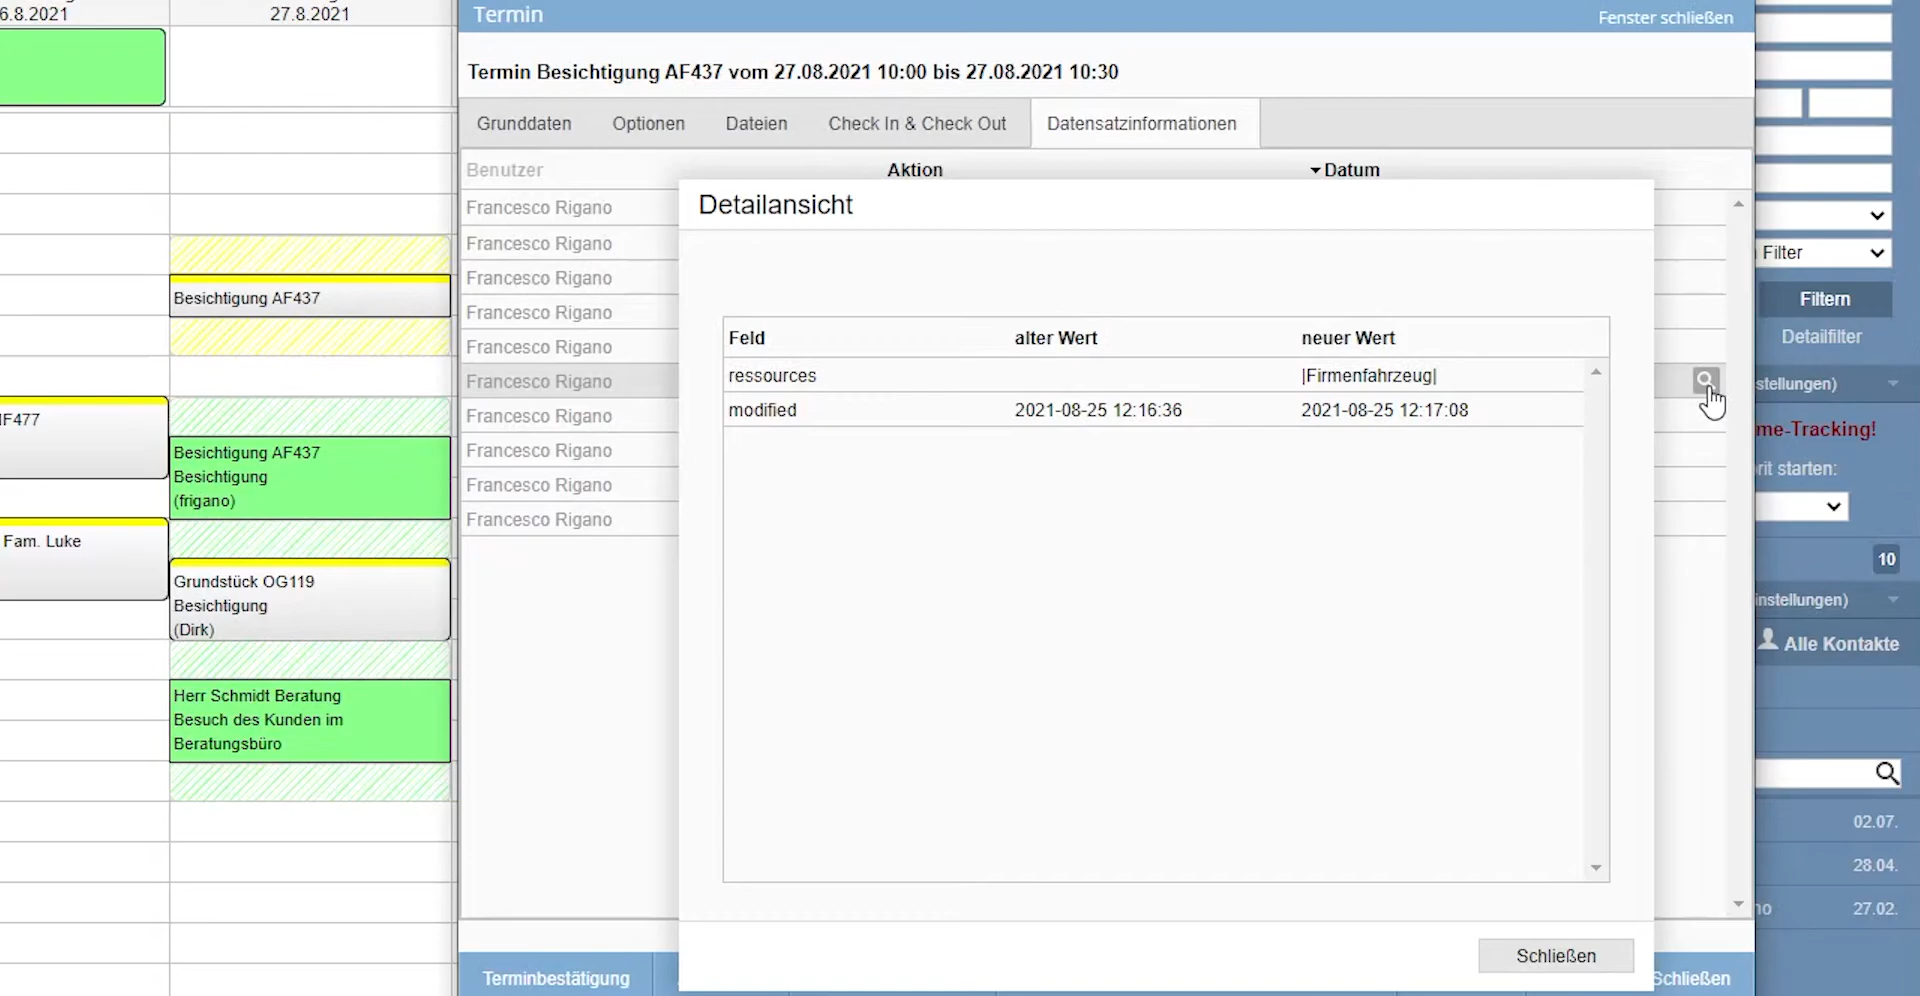 6.8.2021
27.8.2021
Besichtigung AF437
F477
Besichtigung AF437
Besichtigung
(frigano)
Fam. Luke
Grundstück OG119
Besichtigung
(Dirk)
Herr Schmidt Beratung
Besuch des Kunden im
Beratungsbüro
Termin
Fenster schließen
Termin Besichtigung AF437 vom 27.08.2021 10:00 bis 27.08.2021 10:30
Grunddaten Optionen Dateien Check In & Check Out Datensatzinformationen
Benutzer Aktion Datum
Francesco Rigano
Francesco Rigano
Francesco Rigano
Francesco Rigano
Francesco Rigano
Francesco Rigano
Francesco Rigano
Francesco Rigano
Francesco Rigano
Francesco Rigano
Detailansicht
Feld alter Wert neuer Wert
ressources |Firmenfahrzeug|
modified 2021-08-25 12:16:36 2021-08-25 12:17:08
Schließen
Terminbestätigung
Schließen
Filter
Filtern
Detailfilter
stellungen)
me-Tracking!
rit starten:
10
instellungen)
Alle Kontakte
02.07.
28.04.
no 27.02.